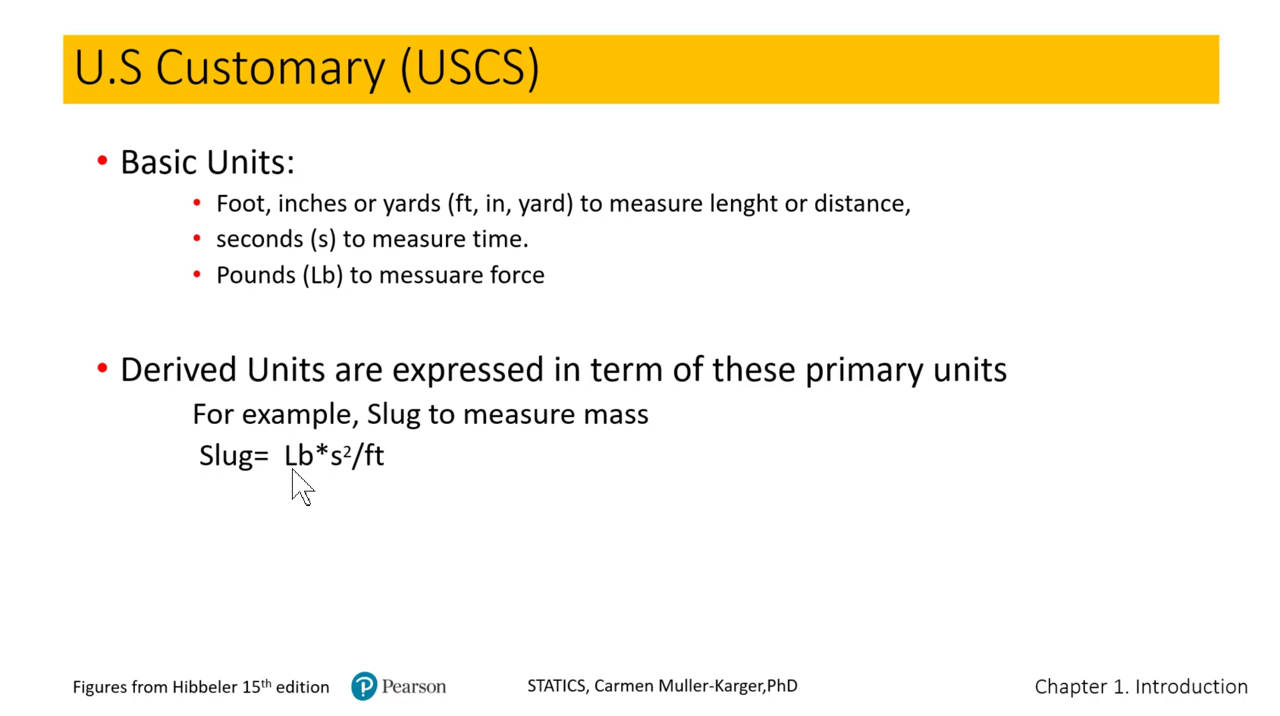 U.S Customary (USCS)
• Basic Units:
• Foot, inches or yards (ft, in, yard) to measure lenght or distance,
• seconds (s) to measure time.
• Pounds (Lb) to messuare force
• Derived Units are expressed in term of these primary units
For example, Slug to measure mass
Slug= Lb*s²/ft
Figures from Hibbeler 15th edition
Pearson
STATICS, Carmen Muller-Karger,PhD
Chapter 1. Introduction